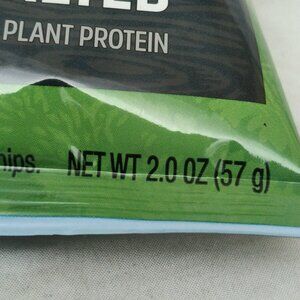 PLANT PROTEIN
NET WT 2.0 OZ (57 g)